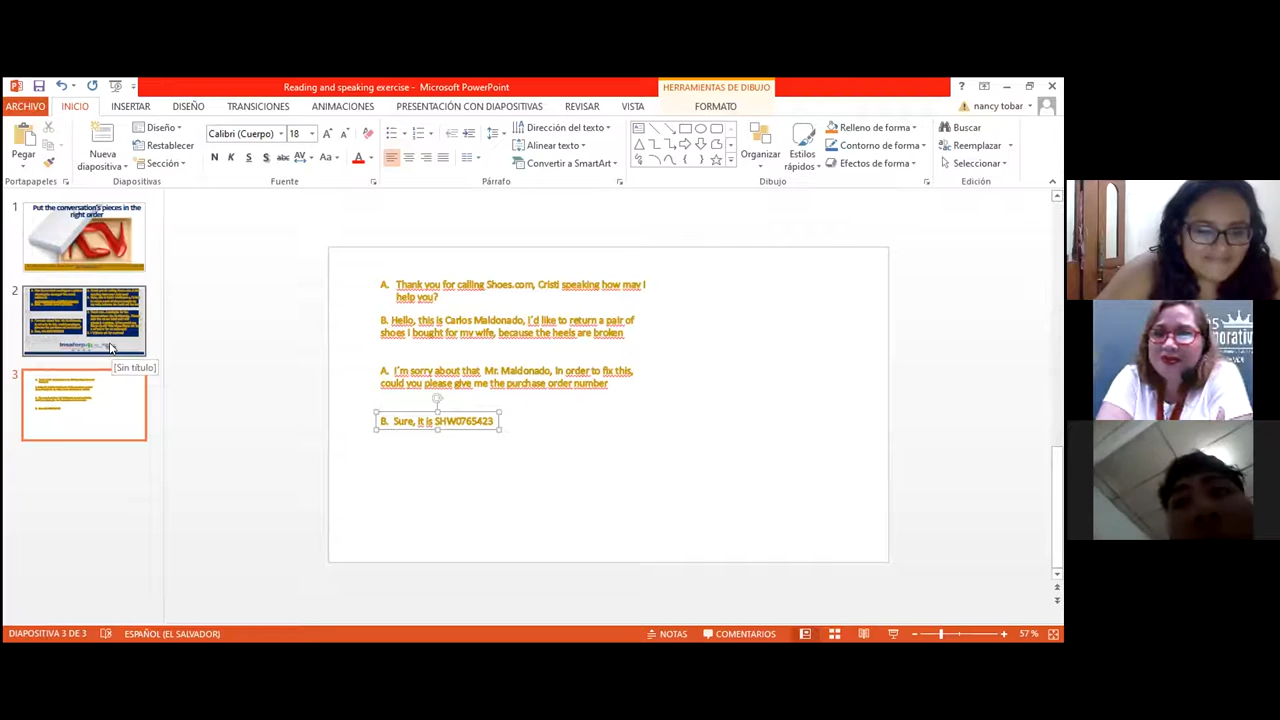 Reading and speaking exercise - Microsoft PowerPoint
HERRAMIENTAS DE DIBUJO
ARCHIVO INICIO INSERTAR DISEÑO TRANSICIONES ANIMACIONES PRESENTACIÓN CON DIAPOSITIVAS REVISAR VISTA FORMATO
nancy tobar
Pegar
Nueva
diapositiva
Diseño
Restablecer
Sección
Calibri (Cuerpo) 18
N K S S abc AV Aa A
Dirección del texto
Alinear texto
Convertir a SmartArt
Organizar
Estilos
rápidos
Relleno de forma
Contorno de forma
Efectos de forma
Buscar
Reemplazar
Seleccionar
Portapapeles Diapositivas Fuente Párrafo Dibujo Edición
1
Put the conversation's pieces in the
right order
2
[Sin título]
3
A. Thank you for calling Shoes.com, Cristi speaking how may I
help you?
B. Hello, this is Carlos Maldonado, I´d like to return a pair of
shoes I bought for my wife, because the heels are broken
A. I´m sorry about that Mr. Maldonado, In order to fix this,
could you please give me the purchase order number
B. Sure, it is SHW0765423
DIAPOSITIVA 3 DE 3 ESPAÑOL (EL SALVADOR) NOTAS COMENTARIOS 57 %